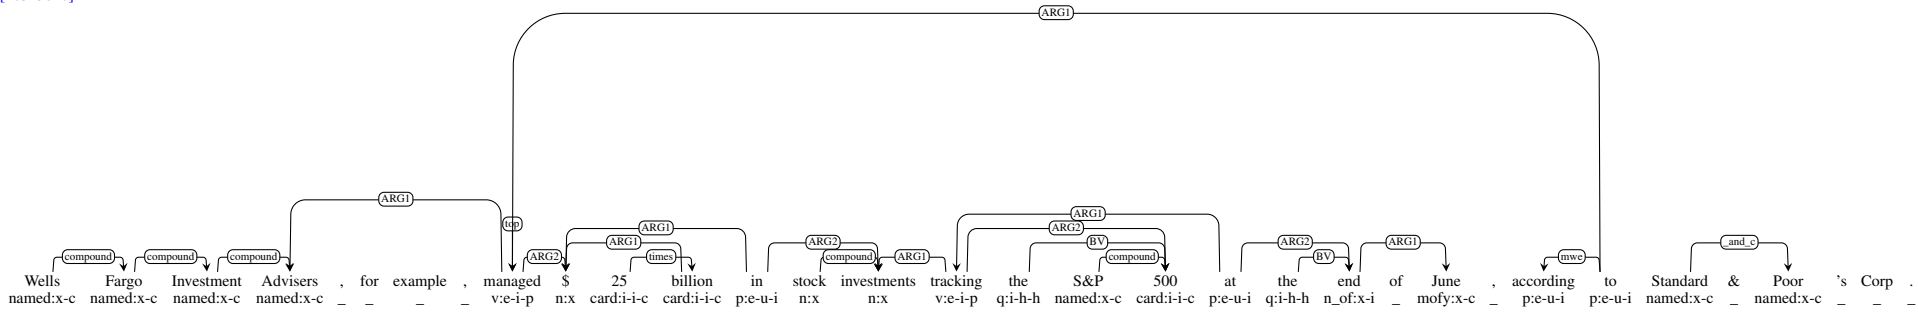 ARG1
ARG1
top
ARG1 ARG1
ARG2
ARG1 ARG2 BV ARG2 ARG1 _and_c
compound compound compound ARG2 times compound ARG1 compound BV mwe
Wells Fargo Investment Advisers , for example , managed $ 25 billion in stock investments tracking the S&P 500 at the end of June , according to Standard & Poor 's Corp .
named:x-c named:x-c named:x-c named:x-c _ _ _ _ v:e-i-p n:x card:i-i-c card:i-i-c p:e-u-i n:x n:x v:e-i-p q:i-h-h named:x-c card:i-i-c p:e-u-i q:i-h-h n_of:x-i _ mofy:x-c _ p:e-u-i p:e-u-i named:x-c _ named:x-c _ _ _